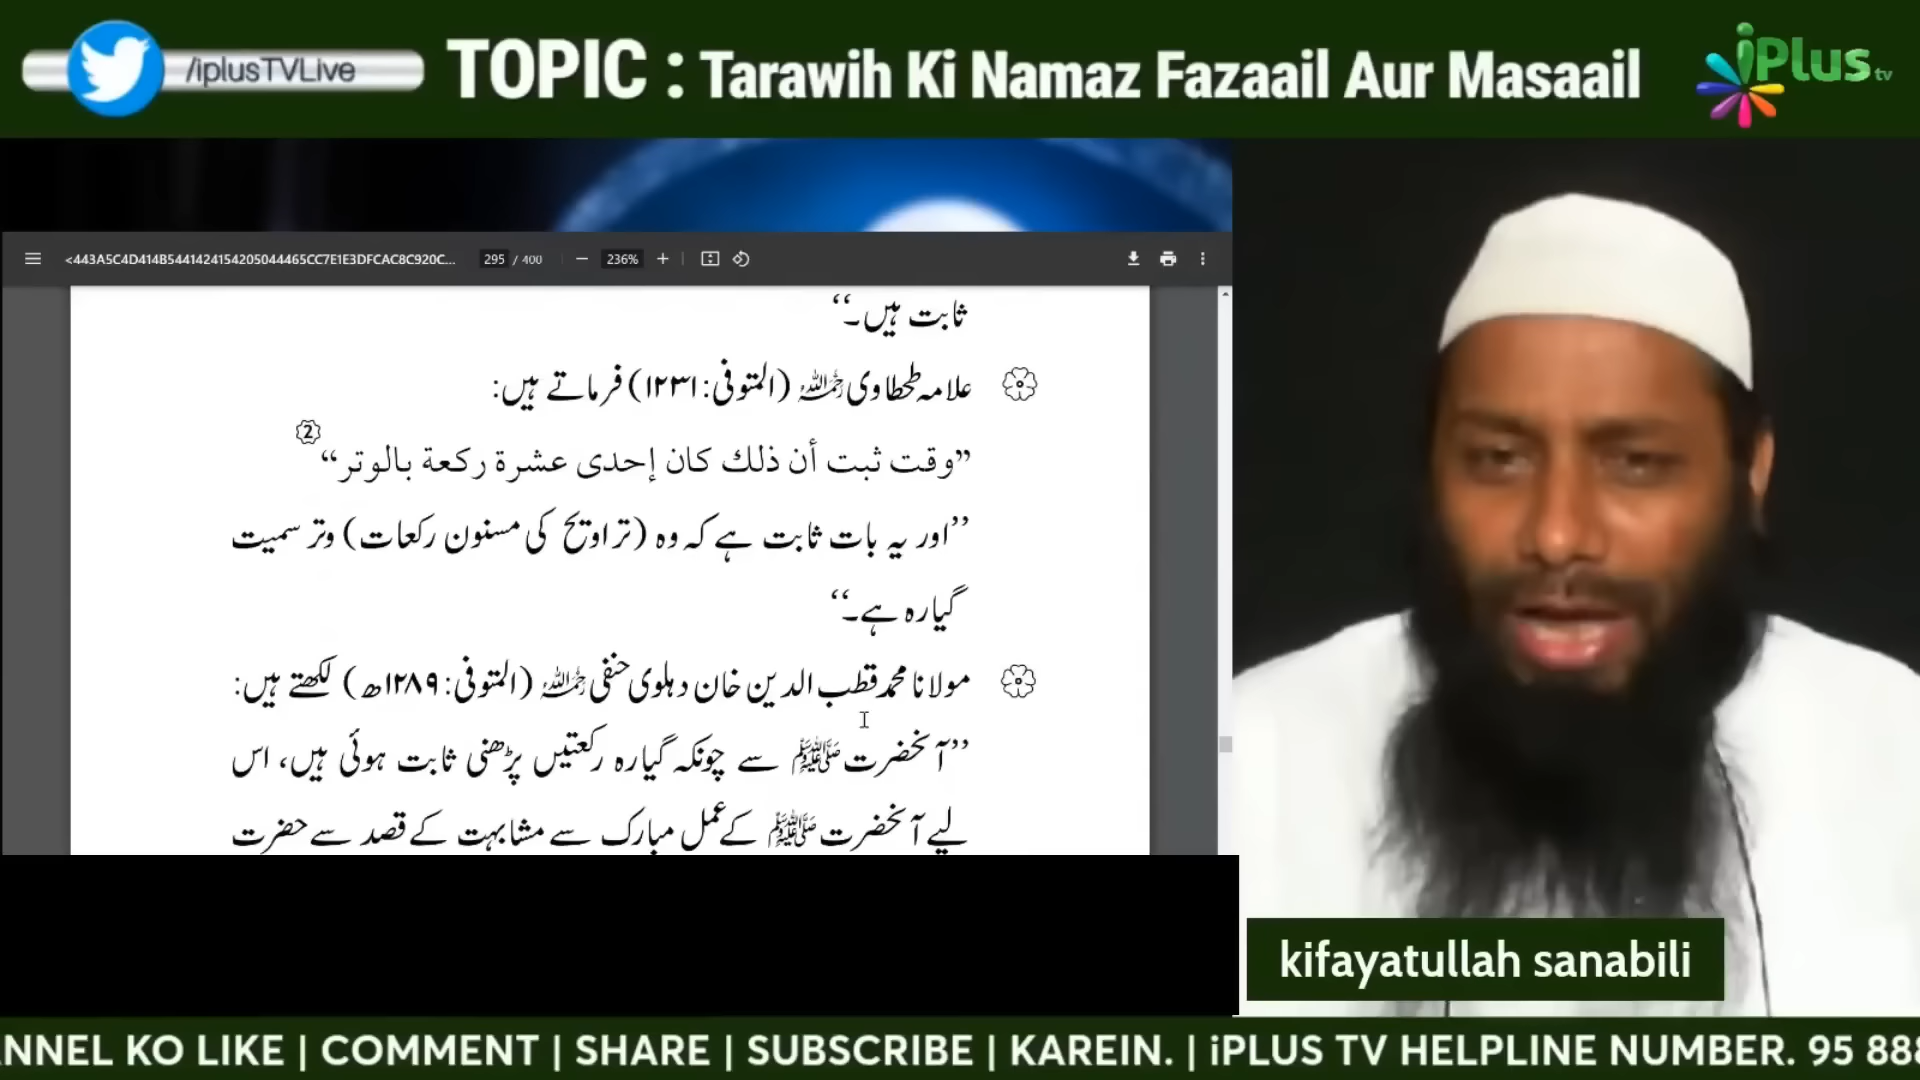 /iplusTVLive
TOPIC : Tarawih Ki Namaz Fazaail Aur Masaail
iPlus tv
<443A5C4D414B5441424154205044465CC7E1E3DFCAC8C920C...
295 / 400
236%
ثابت ہیں۔‘‘
علامہ طحطاوی رحمہ اللہ (المتوفی: ۱۲۳۱) فرماتے ہیں:
”وقت ثبت أن ذلك كان إحدى عشرة ركعة بالوتر“ 2
’’اور یہ بات ثابت ہے کہ وہ (تراویح کی مسنون رکعات) وتر سمیت
گیارہ ہے۔‘‘
مولانا محمد قطب الدین خان دہلوی حنفی رحمہ اللہ (المتوفی: ۱۲۸۹ھ) لکھتے ہیں:
’’آنحضرت ﷺ سے چونکہ گیارہ رکعتیں پڑھنی ثابت ہوئی ہیں، اس
لیے آنحضرت ﷺ کے عمل مبارک سے مشابہت کے قصد سے حضرت
kifayatullah sanabili
ANNEL KO LIKE | COMMENT | SHARE | SUBSCRIBE | KAREIN. | iPLUS TV HELPLINE NUMBER. 95 888